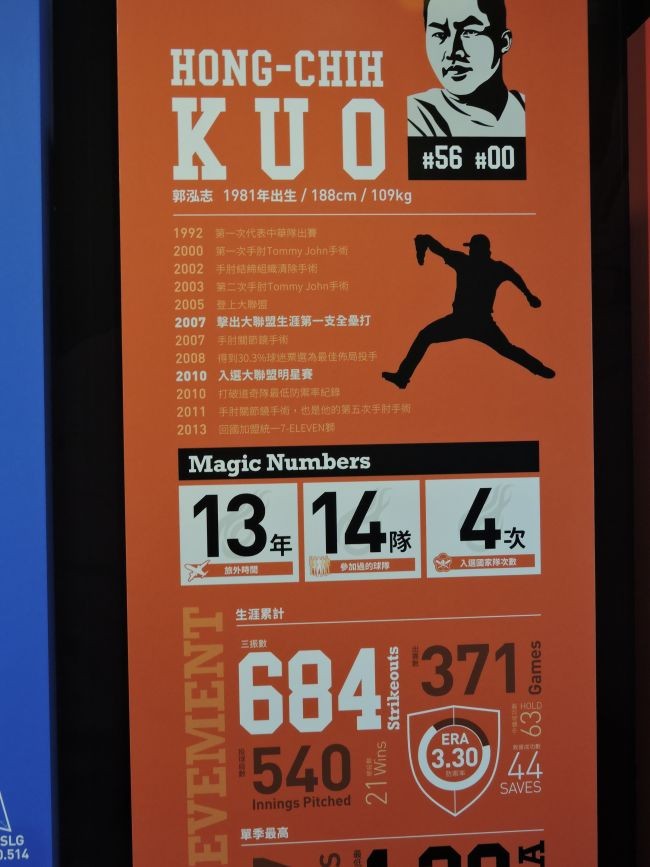 HONG-CHIH
KUO
#56 #00
郭泓志 1981年出生 / 188cm / 109kg
1992 第一次代表中華隊出賽
2000 第一次手肘Tommy John手術
2002 手肘結締組織清除手術
2003 第二次手肘Tommy John手術
2005 登上大聯盟
2007 擊出大聯盟生涯第一支全壘打
2007 手肘關節鏡手術
2008 得到30.3%球迷票選為最佳佈局投手
2010 入選大聯盟明星賽
2010 打破道奇隊最低防禦率紀錄
2011 手肘關節鏡手術，也是他的第五次手肘手術
2013 回國加盟統一7-ELEVEN獅
Magic Numbers
13年
旅外時間
14隊
參加過的球隊
4次
入選國家隊次數
EVEMENT
生涯累計
三振數
684
Strikeouts
出賽數
371
Games
HOLD
63
ERA
3.30
防禦率
救援成功數
44
SAVES
投球局數
540
Innings Pitched
21 Wins
單季最高
SLG
0.514